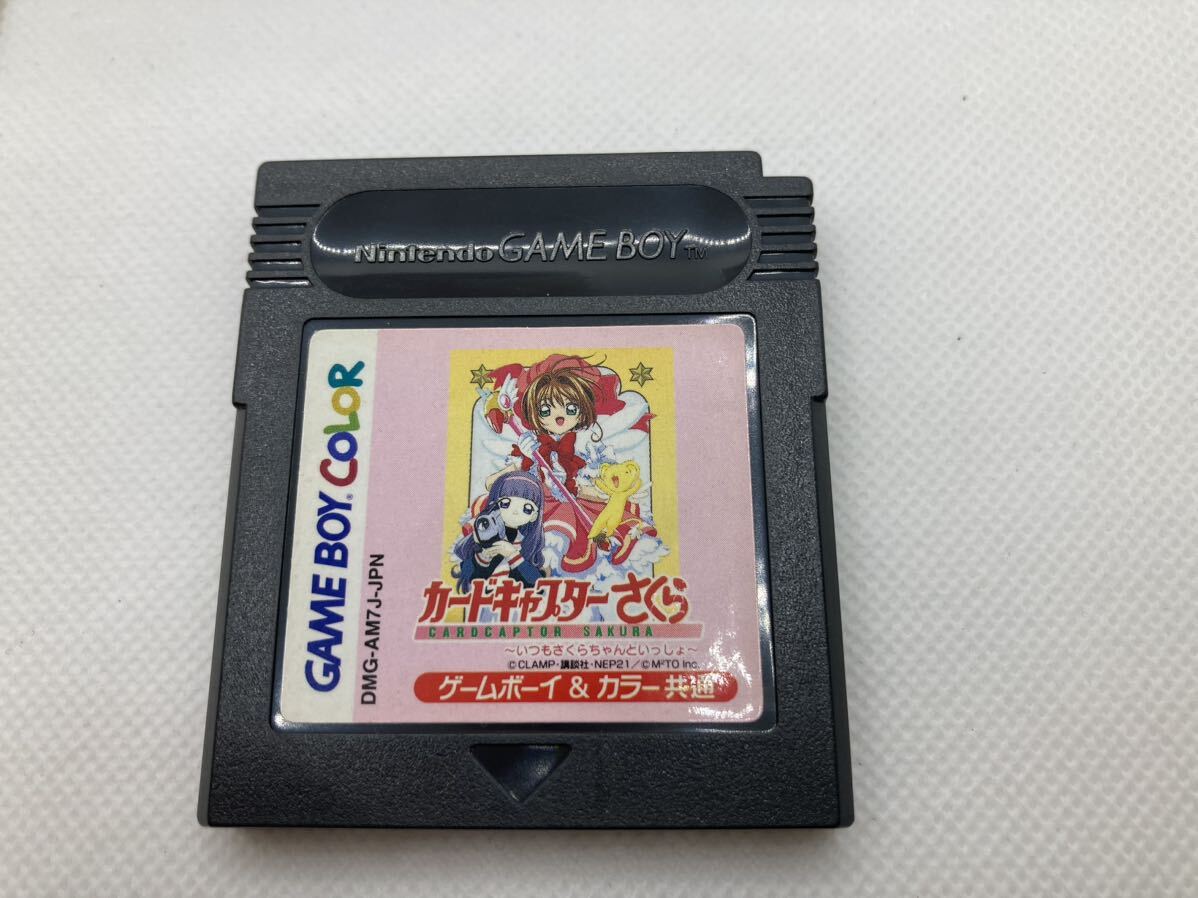 Nintendo GAME BOY TM
GAME BOY COLOR
DMG-AM7J-JPN
カードキャプターさくら
CARDCAPTOR SAKURA
～いつもさくらちゃんといっしょ～
©CLAMP・講談社・NEP21/©M²TO Inc.
ゲームボーイ & カラー 共通